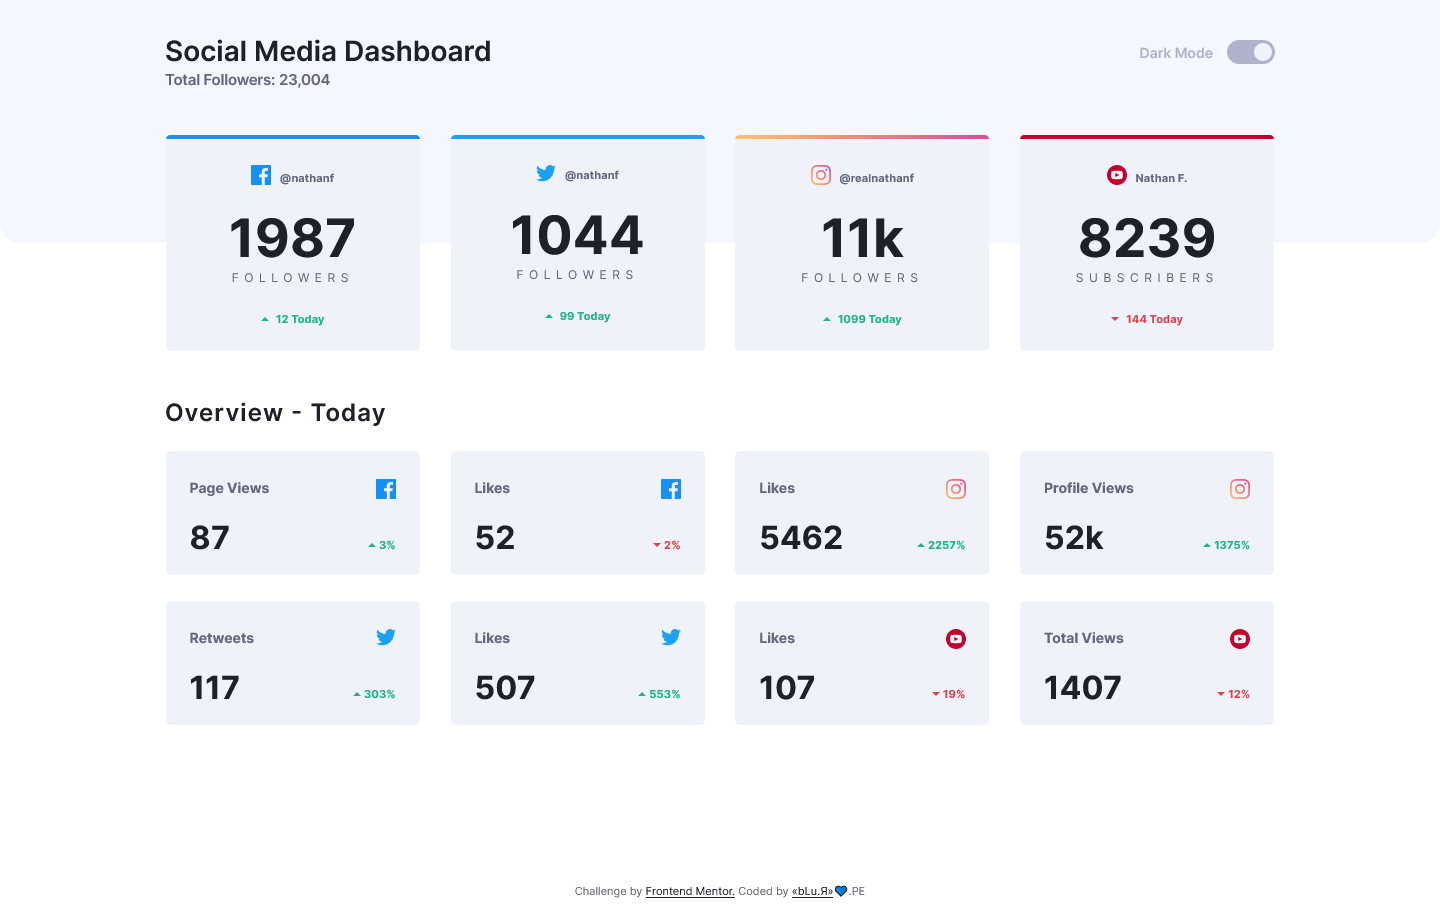 Social Media Dashboard
Total Followers: 23,004
Dark Mode
@nathanf
1987
FOLLOWERS
12 Today
@nathanf
1044
FOLLOWERS
99 Today
@realnathanf
11k
FOLLOWERS
1099 Today
Nathan F.
8239
SUBSCRIBERS
144 Today
Overview - Today
Page Views
87
3%
Likes
52
2%
Likes
5462
2257%
Profile Views
52k
1375%
Retweets
117
303%
Likes
507
553%
Likes
107
19%
Total Views
1407
12%
Challenge by Frontend Mentor. Coded by «bLu.Я»💙.PE